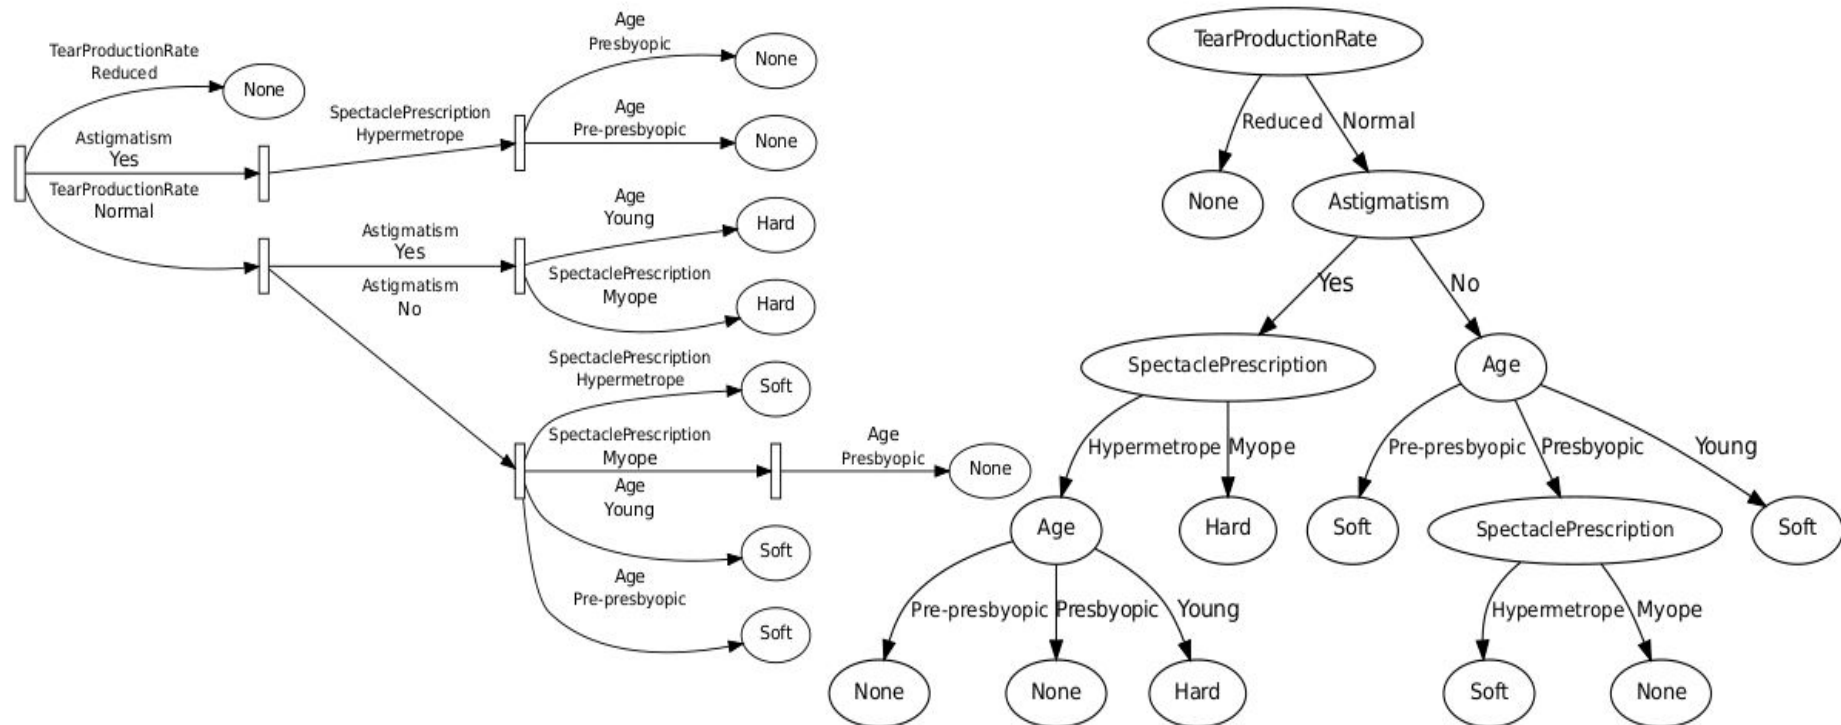 TearProductionRate
Reduced
None
Astigmatism
Yes
TearProductionRate
Normal
SpectaclePrescription
Hypermetrope
Age
Presbyopic
None
Age
Pre-presbyopic
None
Astigmatism
Yes
Astigmatism
No
Age
Young
Hard
SpectaclePrescription
Myope
Hard
SpectaclePrescription
Hypermetrope
Soft
SpectaclePrescription
Myope
Age
Presbyopic
None
Age
Young
Soft
Age
Pre-presbyopic
Soft
TearProductionRate
Reduced
Normal
None
Astigmatism
Yes
No
SpectaclePrescription
Age
Hypermetrope
Myope
Pre-presbyopic
Presbyopic
Young
Age
Hard
Soft
SpectaclePrescription
Soft
Pre-presbyopic
Presbyopic
Young
Hypermetrope
Myope
None
None
Hard
Soft
None